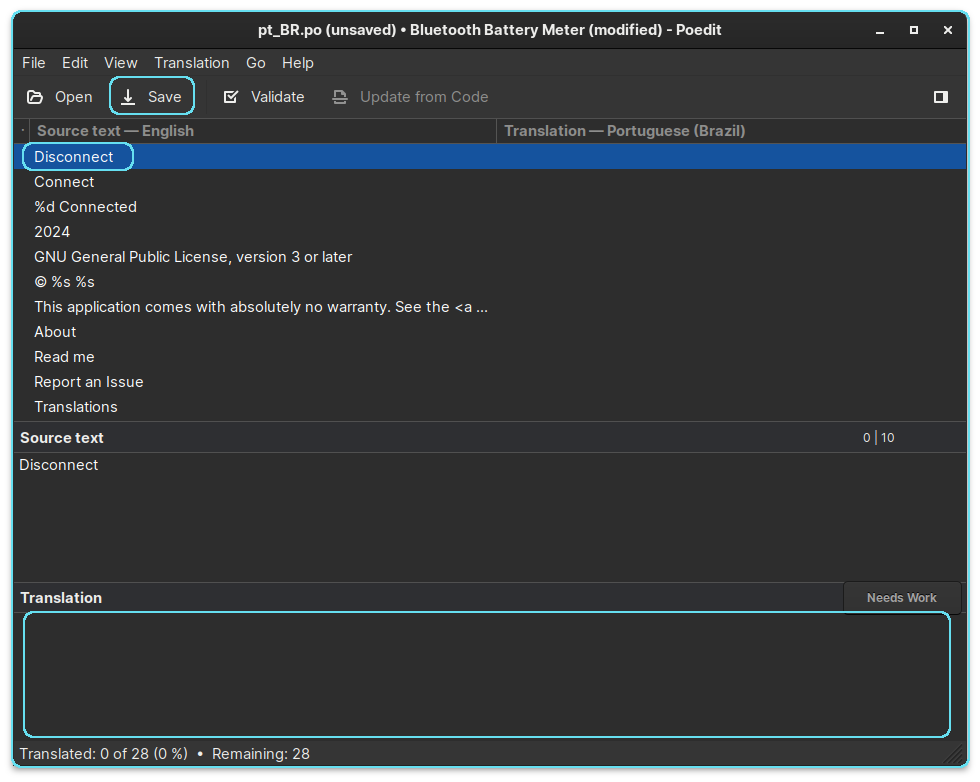 pt_BR.po (unsaved) • Bluetooth Battery Meter (modified) - Poedit
File Edit View Translation Go Help
Open Save Validate Update from Code
Source text — English Translation — Portuguese (Brazil)
Disconnect
Connect
%d Connected
2024
GNU General Public License, version 3 or later
© %s %s
This application comes with absolutely no warranty. See the <a ...
About
Read me
Report an Issue
Translations
Source text 0 | 10
Disconnect
Translation Needs Work
Translated: 0 of 28 (0 %) • Remaining: 28